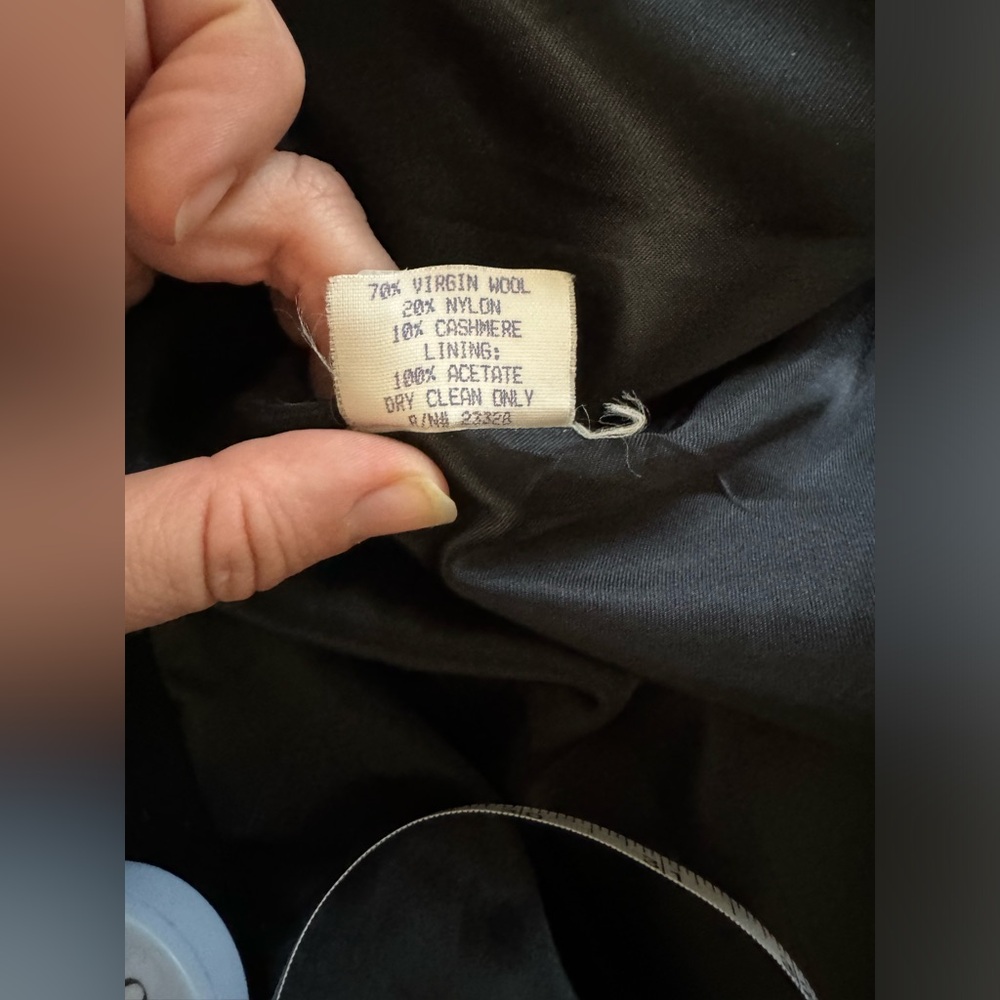 70% VIRGIN WOOL
20% NYLON
10% CASHMERE
LINING:
100% ACETATE
DRY CLEAN ONLY